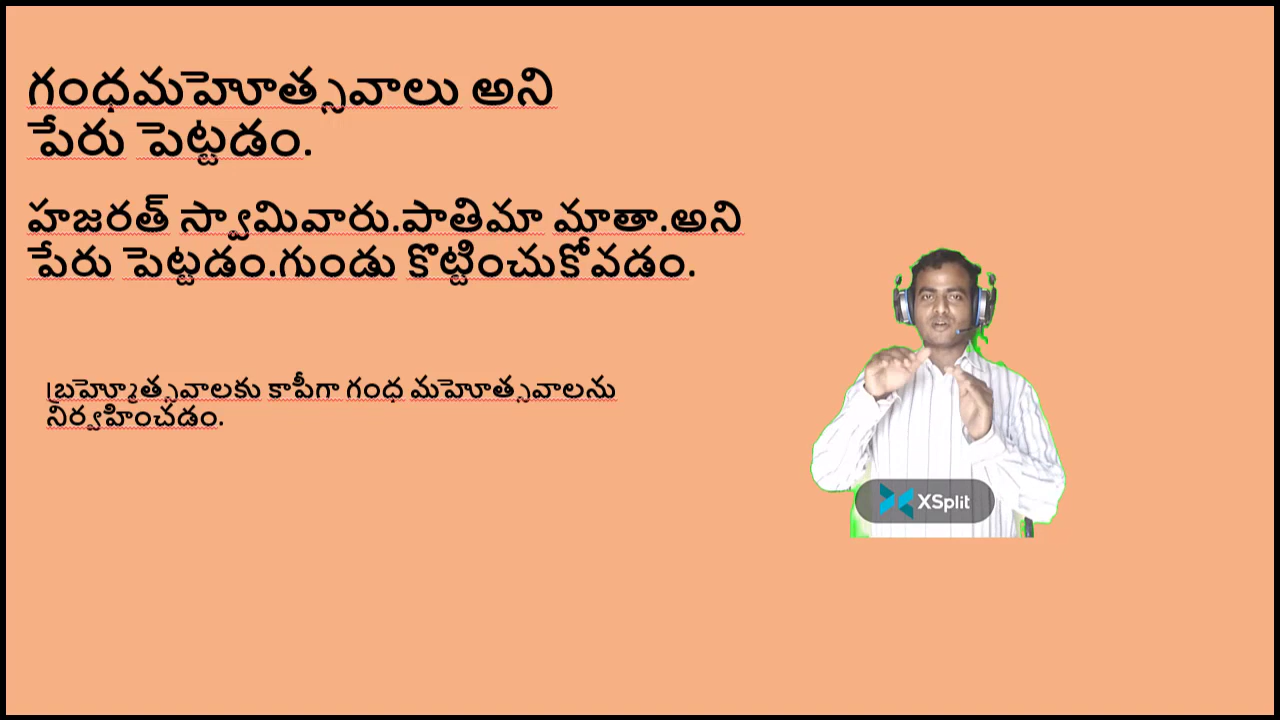 గంధమహెూత్సవాలు అని
పేరు పెట్టడం.
హజరత్ స్వామివారు.పాతిమా మాతా.అని
పేరు పెట్టడం.గుండు కొట్టించుకోవడం.
బ్రహ్మెూత్సవాలకు కాపీగా గంధ మహెూత్సవాలను
నిర్వహించడం.
XSplit